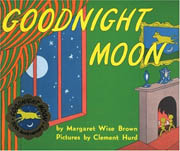 GOODNIGHT
MOON
by Margaret Wise Brown
Pictures by Clement Hurd